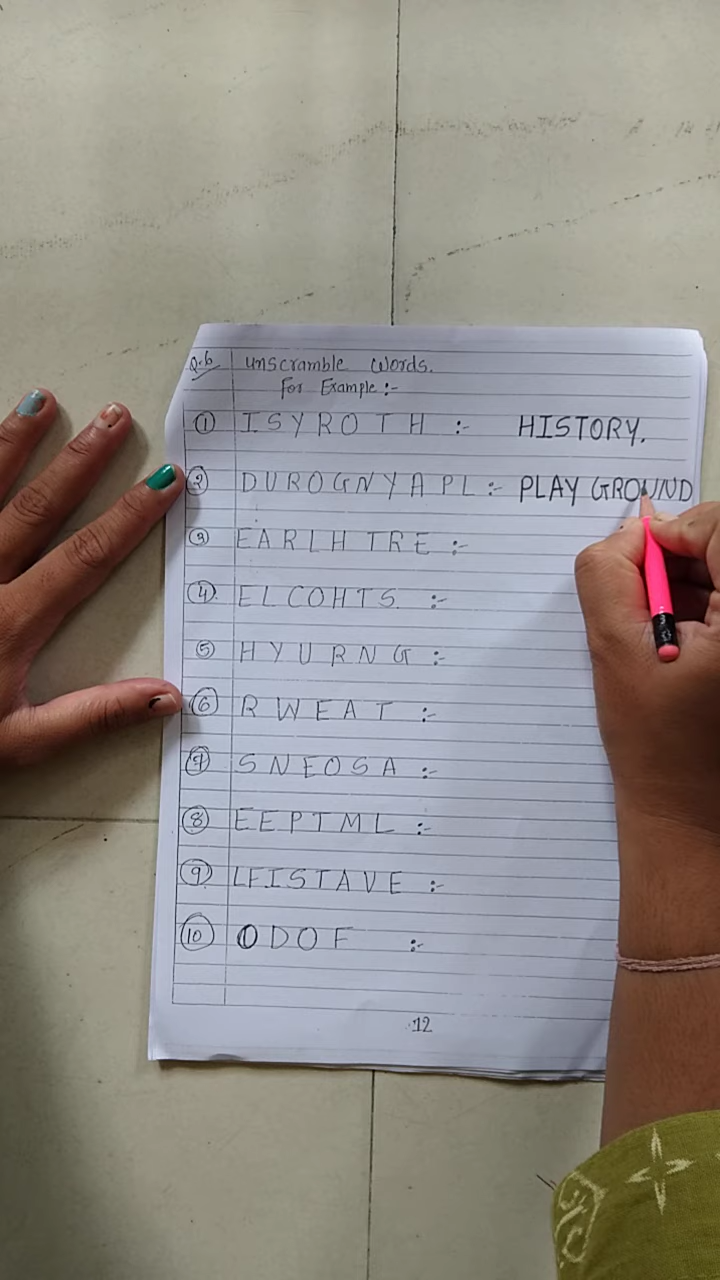 Q.6 unscramble words.
For Example:-
① ISYROTH :- HISTORY.
② DUROGNYAPL :- PLAY GROUND
③ EARLHTRE :-
④ ELCOHTS. :-
⑤ HYURNG :-
⑥ RWEAT :-
⑦ SNEOSA :-
⑧ EEPTML :-
⑨ LFISTAVE :-
⑩ ODOF :-
12